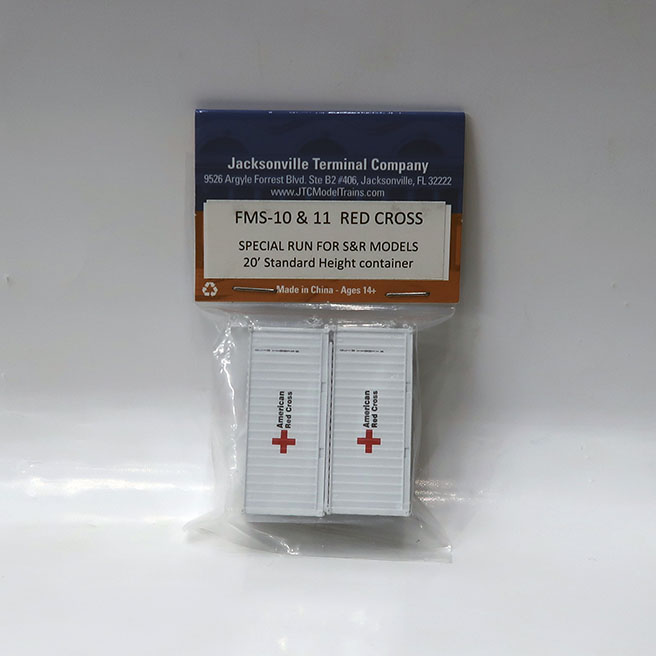 Jacksonville Terminal Company
9526 Argyle Forrest Blvd. Ste B2 #406, Jacksonville, FL 32222
www.JTCModelTrains.com
FMS-10 & 11 RED CROSS
SPECIAL RUN FOR S&R MODELS
20' Standard Height container
Made in China - Ages 14+
American
Red Cross
American
Red Cross